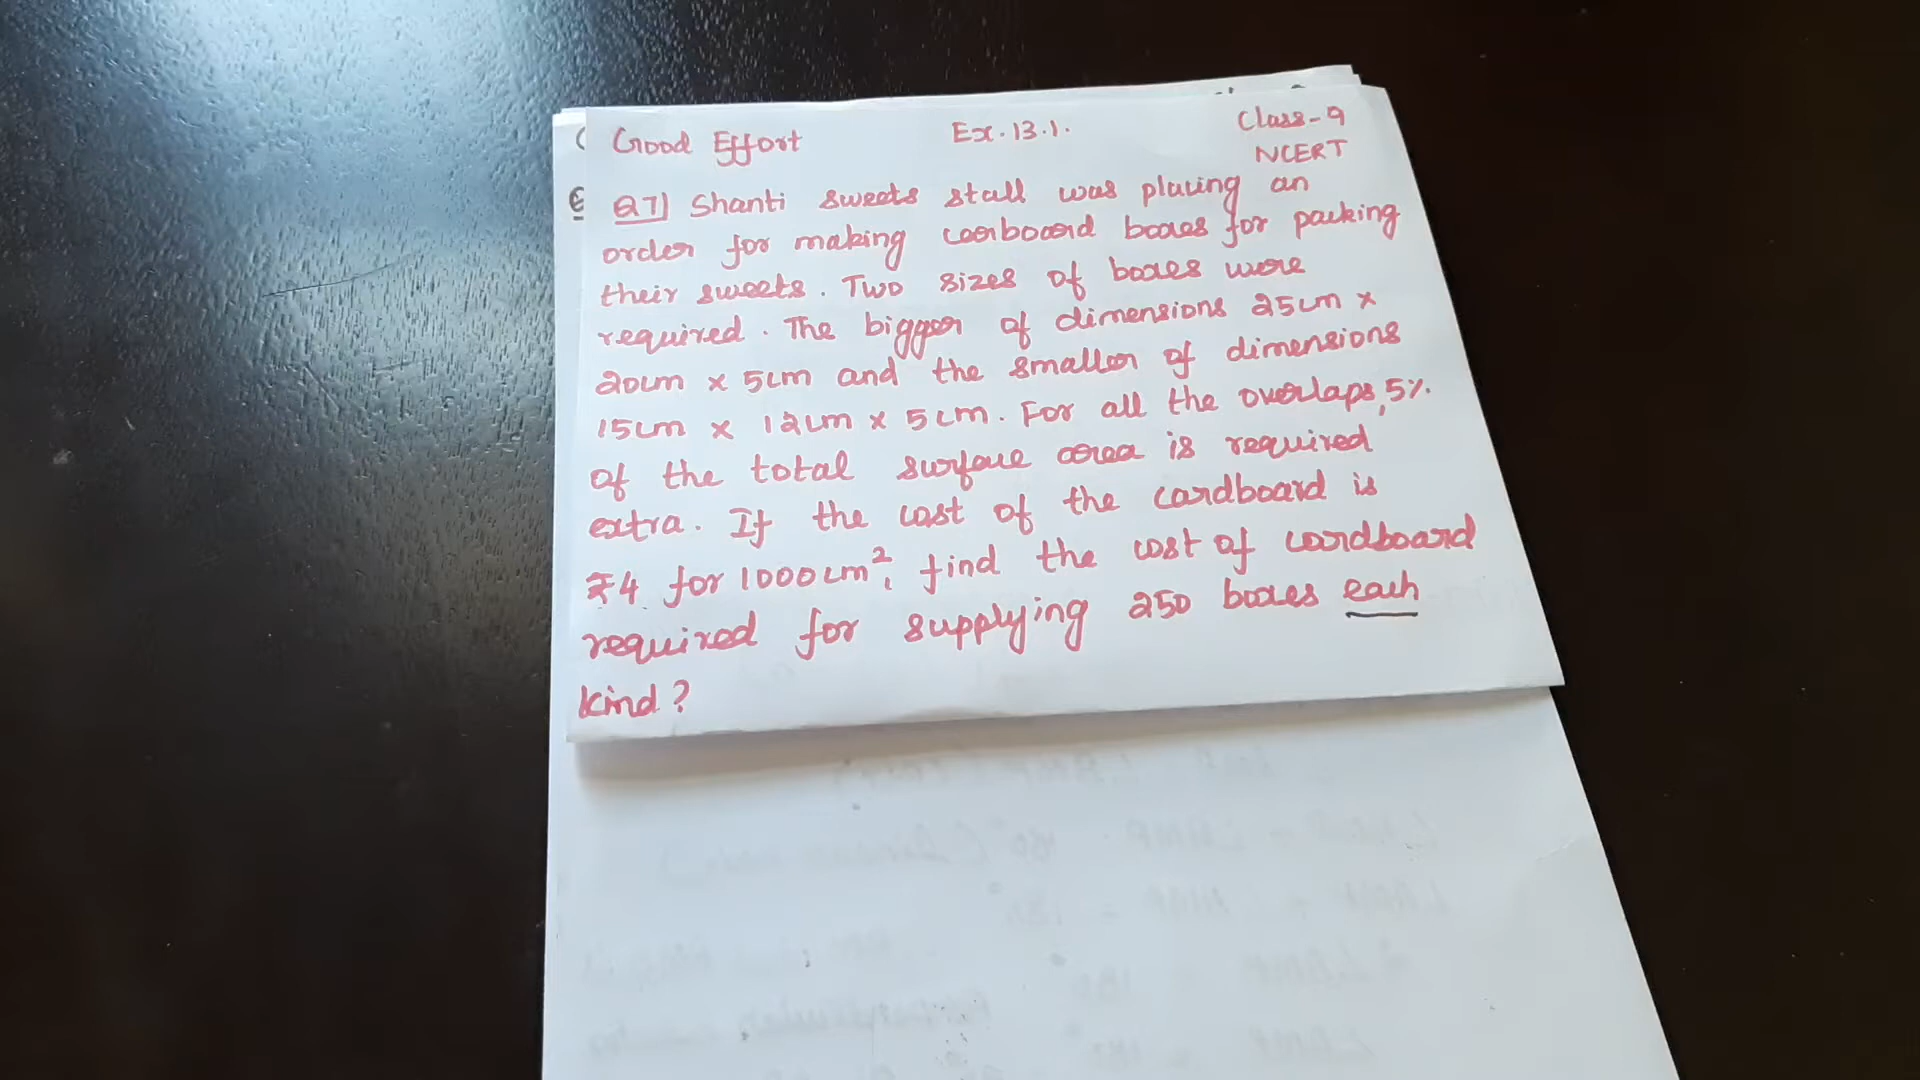 Good Effort Ex. 13.1. Class-9
NCERT
Q7] Shanti sweets stall was placing an
order for making carboard boxes for packing
their sweets. Two sizes of boxes were
required. The bigger of dimensions 25cm x
20cm x 5cm and the smaller of dimensions
15cm x 12cm x 5cm. For all the overlaps, 5%.
of the total surface area is required
extra. If the cost of the cardboard is
₹4 for 1000cm², find the cost of cardboard
required for supplying 250 boxes each
kind?